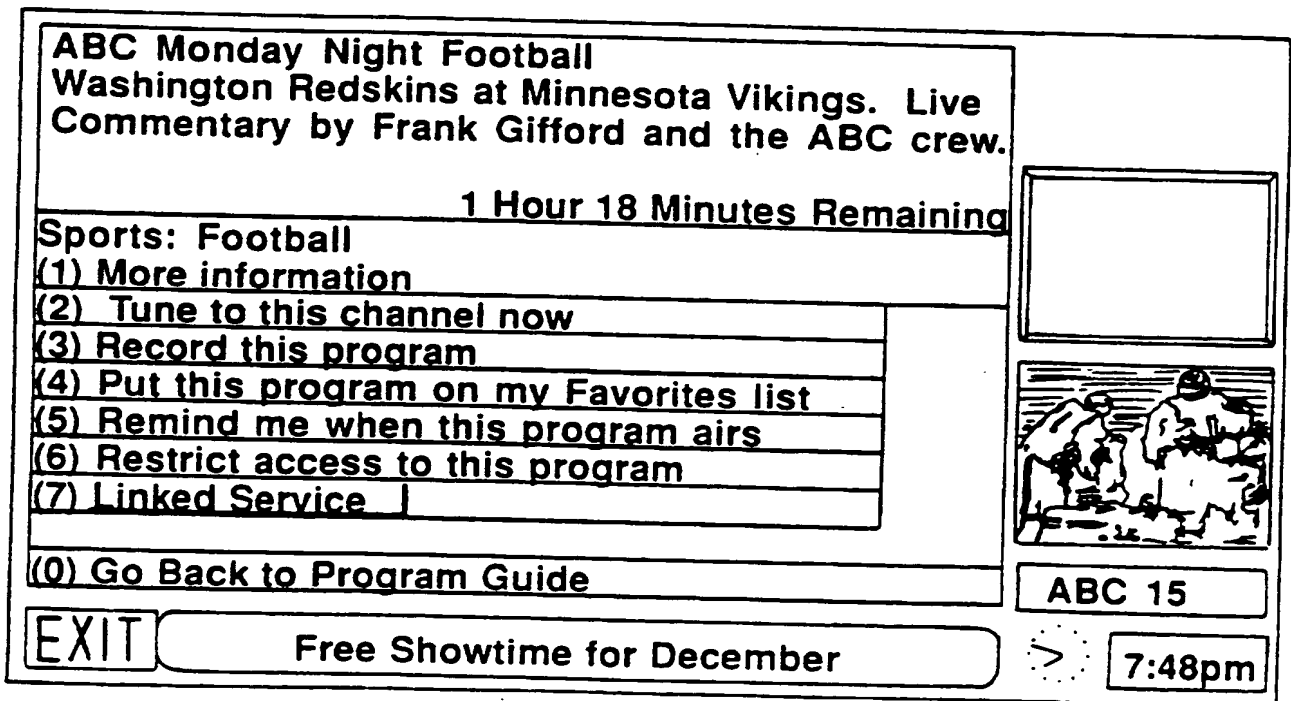 ABC Monday Night Football
Washington Redskins at Minnesota Vikings. Live
Commentary by Frank Gifford and the ABC crew.
1 Hour 18 Minutes Remaining
Sports: Football
(1) More information
(2) Tune to this channel now
(3) Record this program
(4) Put this program on my Favorites list
(5) Remind me when this program airs
(6) Restrict access to this program
(7) Linked Service
(0) Go Back to Program Guide
ABC 15
EXIT
Free Showtime for December
7:48pm